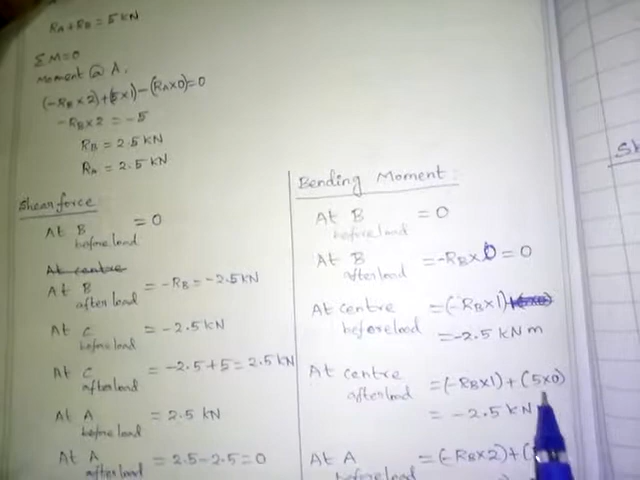 RA+RB = 5 KN
ΣM=0
Moment @ A,
(-RB×2)+(5×1)-(RA×0)=0
-RB×2 = -5
RB = 2.5 KN
RA = 2.5 KN
Shear force
At B before load = 0
At centre
At B after load = -RB = -2.5KN
At C before load = -2.5 KN
At C after load = -2.5+5 = 2.5 KN
At A before load = 2.5 KN
At A after load = 2.5-2.5=0
Bending Moment:
At B before load = 0
At B after load = -RB×0 = 0
At centre before load = (-RB×1)
= -2.5 KN m
At centre after load = (-RB×1) + (5×0)
= -2.5 KN
At A before load = (-RB×2)+(